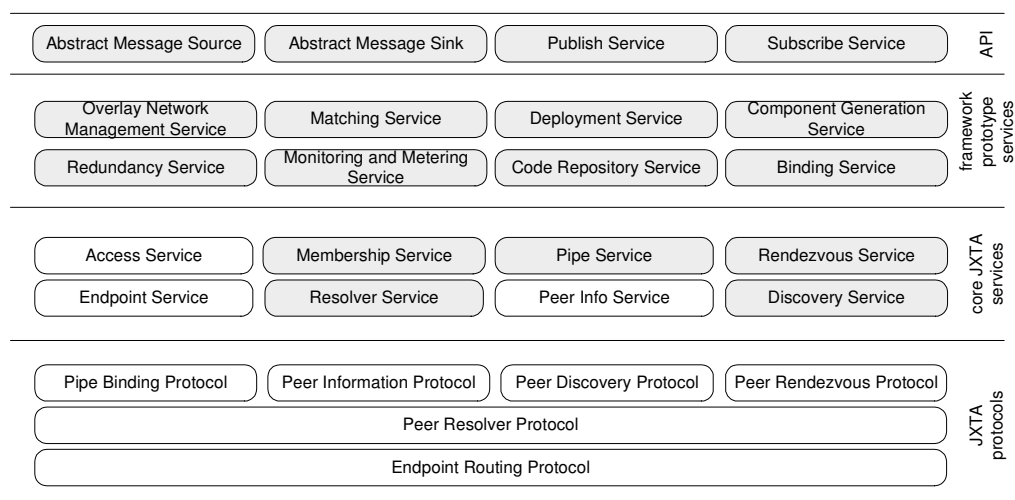 Abstract Message Source
Abstract Message Sink
Publish Service
Subscribe Service
API
Overlay Network
Management Service
Matching Service
Deployment Service
Component Generation
Service
Redundancy Service
Monitoring and Metering
Service
Code Repository Service
Binding Service
framework
prototype
services
Access Service
Membership Service
Pipe Service
Rendezvous Service
Endpoint Service
Resolver Service
Peer Info Service
Discovery Service
core JXTA
services
Pipe Binding Protocol
Peer Information Protocol
Peer Discovery Protocol
Peer Rendezvous Protocol
Peer Resolver Protocol
Endpoint Routing Protocol
JXTA
protocols